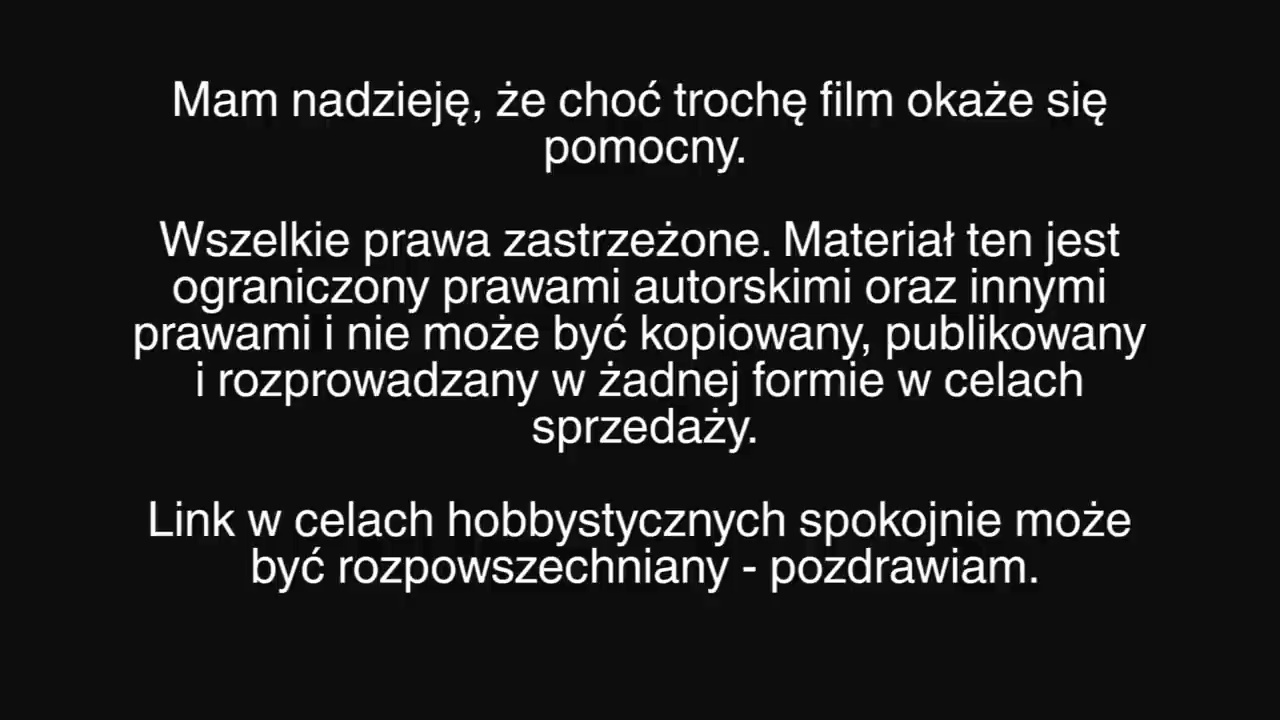 Mam nadzieję, że choć trochę film okaże się
pomocny.
Wszelkie prawa zastrzeżone. Materiał ten jest
ograniczony prawami autorskimi oraz innymi
prawami i nie może być kopiowany, publikowany
i rozprowadzany w żadnej formie w celach
sprzedaży.
Link w celach hobbystycznych spokojnie może
być rozpowszechniany - pozdrawiam.